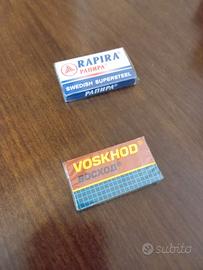 RAPIRA
РАПИРА
SWEDISH SUPERSTEEL
РАПИРА®
VOSKHOD®
ВОСХОД®
subito